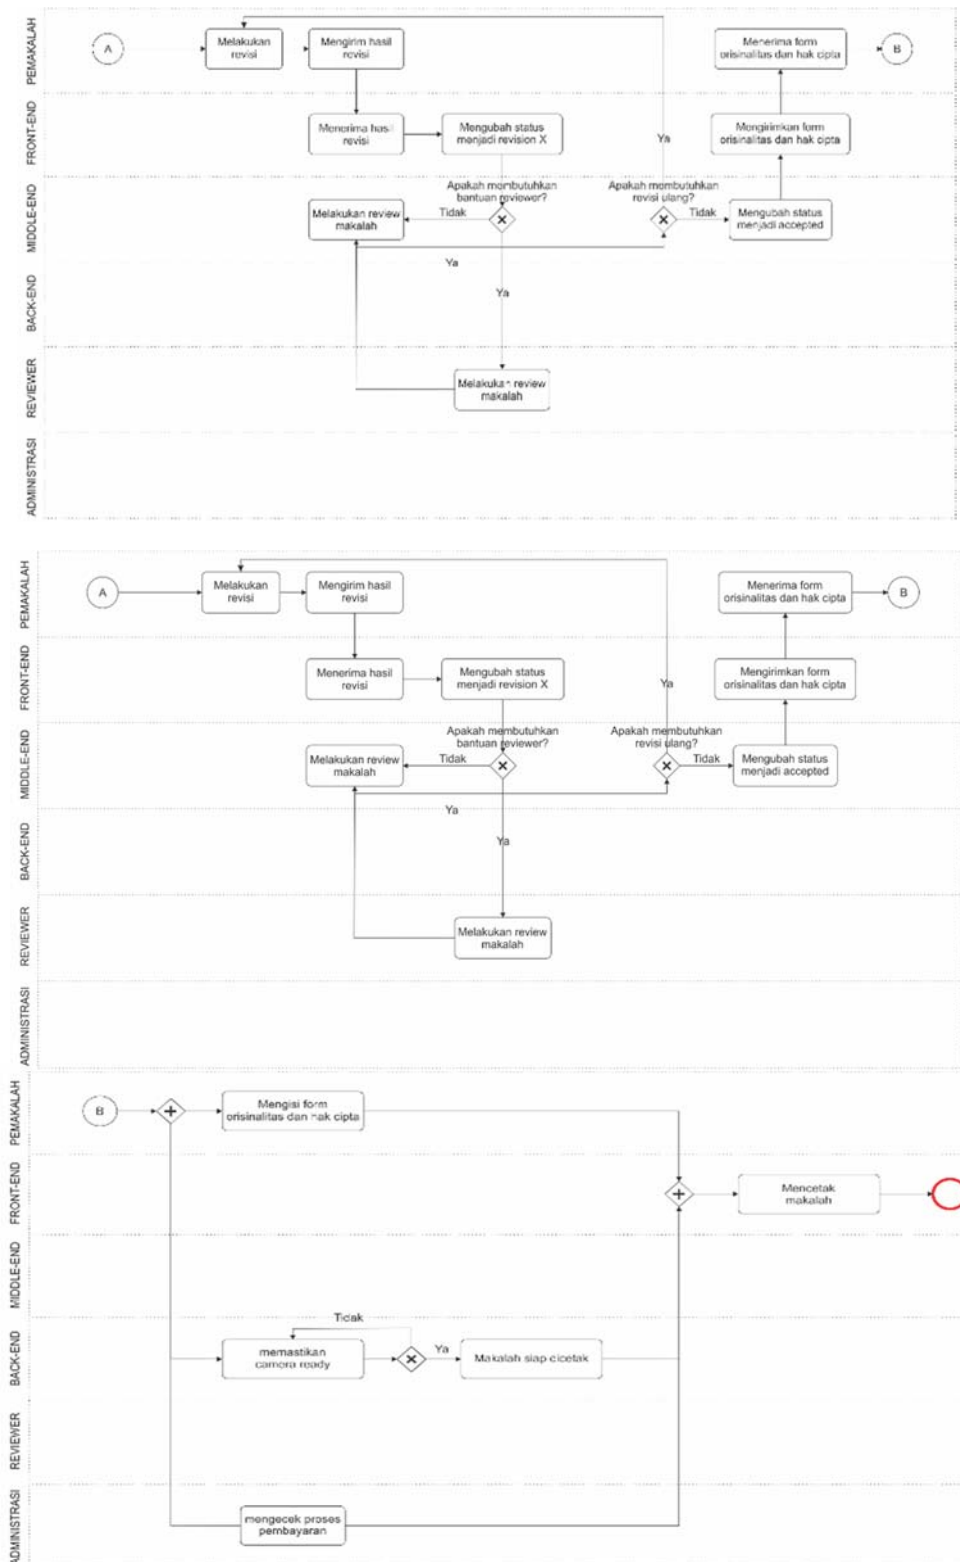 PEMAKALAH
A
Melakukan
revisi
Mengirim hasil
revisi
Menerima form
orisinalitas dan hak cipta
B
FRONT-END
Menerima hasil
revisi
Mengubah status
menjadi revision X
Ya
Mengirimkan form
orisinalitas dan hak cipta
MIDDLE-END
Apakah membutuhkan
bantuan reviewer?
Apakah membutuhkan
revisi ulang?
Melakukan review
makalah
Tidak
Tidak
Mengubah status
menjadi accepted
BACK-END
Ya
Ya
REVIEWER
Melakukan review
makalah
ADMINISTRASI
PEMAKALAH
A
Melakukan
revisi
Mengirim hasil
revisi
Menerima form
orisinalitas dan hak cipta
B
FRONT-END
Menerima hasil
revisi
Mengubah status
menjadi revision X
Ya
Mengirimkan form
orisinalitas dan hak cipta
MIDDLE-END
Apakah membutuhkan
bantuan reviewer?
Apakah membutuhkan
revisi ulang?
Melakukan review
makalah
Tidak
Tidak
Mengubah status
menjadi accepted
BACK-END
Ya
Ya
REVIEWER
Melakukan review
makalah
ADMINISTRASI
PEMAKALAH
B
Mengisi form
orisinalitas dan hak cipta
FRONT-END
Mencetak
makalah
MIDDLE-END
BACK-END
Tidak
memastikan
camera ready
Ya
Makalah siap cicetak
REVIEWER
ADMINISTRASI
mengecek proses
pembayaran